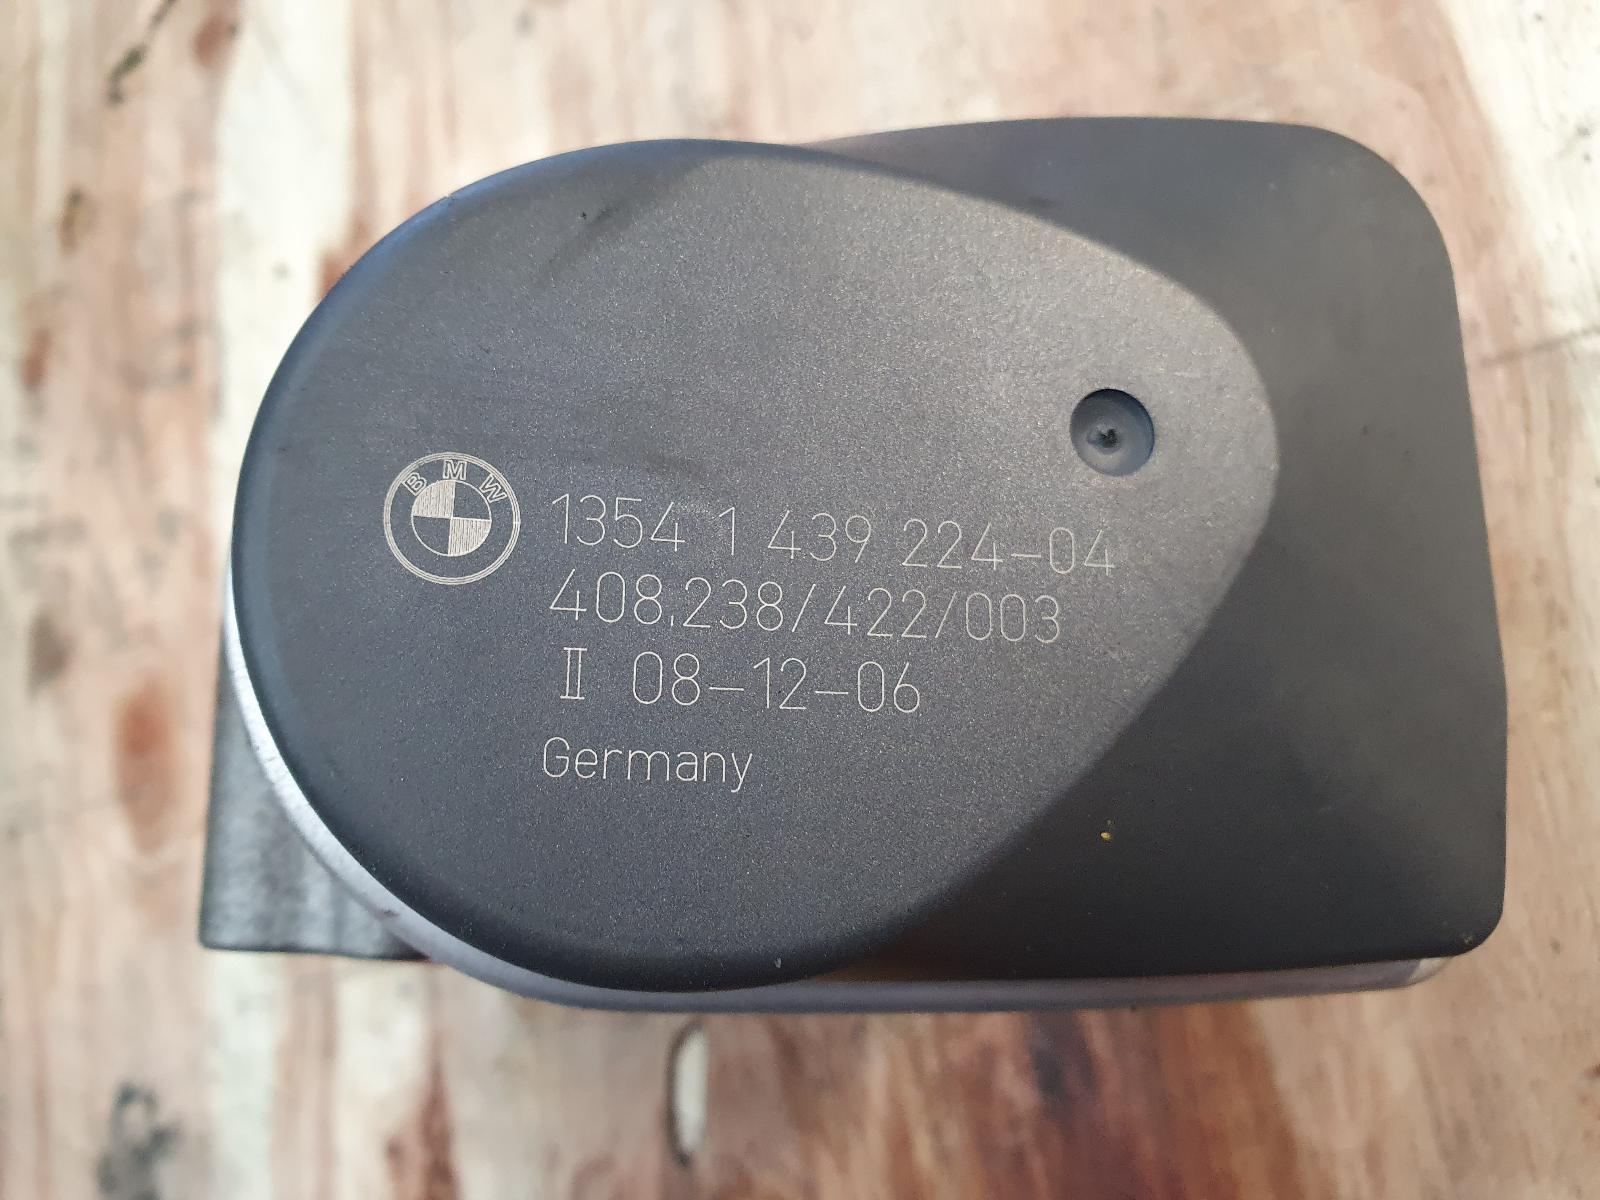 BMW
1354 1 439 224-04
408.238/422/003
II 08-12-06
Germany